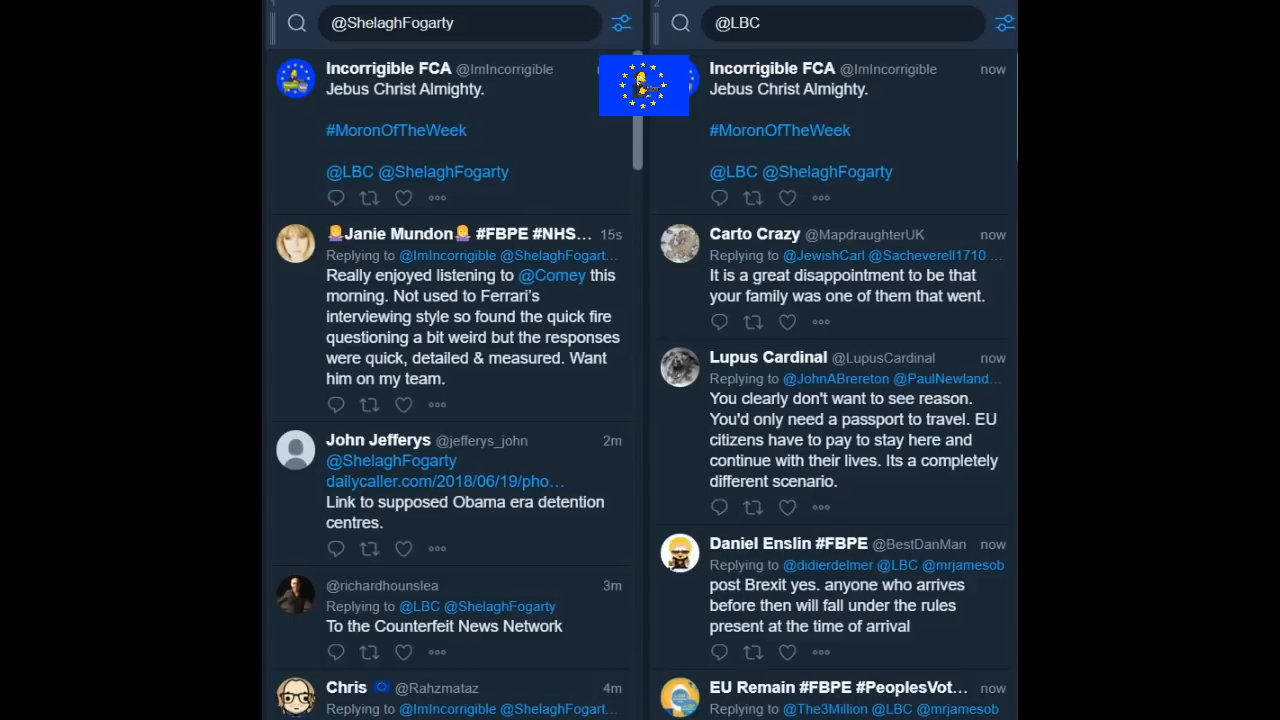 1
@ShelaghFogarty
Incorrigible FCA @ImIncorrigible
Jebus Christ Almighty.
#MoronOfTheWeek
@LBC @ShelaghFogarty
Janie Mundon #FBPE #NHS... 15s
Replying to @ImIncorrigible @ShelaghFogart...
Really enjoyed listening to @Comey this
morning. Not used to Ferrari's
interviewing style so found the quick fire
questioning a bit weird but the responses
were quick, detailed & measured. Want
him on my team.
John Jefferys @jefferys_john 2m
@ShelaghFogarty
dailycaller.com/2018/06/19/pho…
Link to supposed Obama era detention
centres.
@richardhounslea 3m
Replying to @LBC @ShelaghFogarty
To the Counterfeit News Network
Chris @Rahzmataz 4m
Replying to @ImIncorrigible @ShelaghFogart...
2
@LBC
Incorrigible FCA @ImIncorrigible now
Jebus Christ Almighty.
#MoronOfTheWeek
@LBC @ShelaghFogarty
Carto Crazy @MapdraughterUK now
Replying to @JewishCarl @Sacheverell1710 ...
It is a great disappointment to be that
your family was one of them that went.
Lupus Cardinal @LupusCardinal now
Replying to @JohnABrereton @PaulNewland...
You clearly don't want to see reason.
You'd only need a passport to travel. EU
citizens have to pay to stay here and
continue with their lives. Its a completely
different scenario.
Daniel Enslin #FBPE @BestDanMan now
Replying to @didierdelmer @LBC @mrjamesob
post Brexit yes. anyone who arrives
before then will fall under the rules
present at the time of arrival
EU Remain #FBPE #PeoplesVot... now
Replying to @The3Million @LBC @mrjamesob